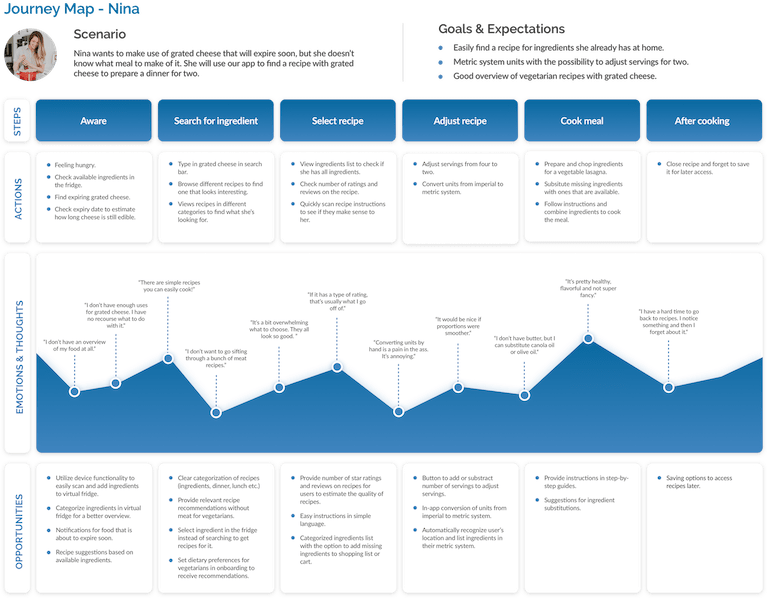 Journey Map - Nina
Scenario
Nina wants to make use of grated cheese that will expire soon, but she doesn't
know what meal to make of it. She will use our app to find a recipe with grated
cheese to prepare a dinner for two.
Goals & Expectations
Easily find a recipe for ingredients she already has at home.
Metric system units with the possibility to adjust servings for two.
Good overview of vegetarian recipes with grated cheese.
STEPS
Aware
Search for ingredient
Select recipe
Adjust recipe
Cook meal
After cooking
ACTIONS
Feeling hungry.
Check available ingredients in
the fridge.
Find expiring grated cheese.
Check expiry date to estimate
how long cheese is still edible.
Type in grated cheese in search
bar.
Browse different recipes to find
one that looks interesting.
Views recipes in different
categories to find what she's
looking for.
View ingredients list to check if
she has all ingredients.
Check number of ratings and
reviews on the recipe.
Quickly scan recipe instructions
to see if they make sense to
her.
Adjust servings from four to
two.
Convert units from imperial to
metric system.
Prepare and chop ingredients
for a vegetable lasagna.
Subsitute missing ingredients
with ones that are available.
Follow instructions and
combine ingredients to cook
the meal.
Close recipe and forget to save
it for later access.
EMOTIONS & THOUGHTS
"I don't have an overview
of my food at all."
"I don't have enough uses
for grated cheese. I have
no recourse what to do
with it."
"There are simple recipes
you can easily cook!"
"I don't want to go sifting
through a bunch of meat
recipes."
"It's a bit overwhelming
what to choose. They all
look so good. "
"If it has a type of rating,
that's usually what I go
off of."
"Converting units by
hand is a pain in the ass.
It's annoying."
"It would be nice if
proportions were
smoother."
"I don't have butter, but I
can substitute canola oil
or olive oil."
"It's pretty healthy,
flavorful and not super
fancy."
"I have a hard time to go
back to recipes. I notice
something and then I
forget about it."
OPPORTUNITIES
Utilize device functionality to
easily scan and add ingredients
to virtual fridge.
Categorize ingredients in virtual
fridge for a better overview.
Notifications for food that is
about to expire soon.
Recipe suggestions based on
available ingredients.
Clear categorization of recipes
(ingredients, dinner, lunch etc.)
Provide relevant recipe
recommendations without
meat for vegetarians.
Select ingredient in the fridge
instead of searching to get
recipes for it.
Set dietary preferences for
vegetarians in onboarding to
receive recommendations.
Provide number of star ratings
and reviews on recipes for
users to estimate the quality of
recipes.
Easy instructions in simple
language.
Categorized ingredients list
with the option to add missing
ingredients to shopping list or
cart.
Button to add or substract
number of servings to adjust
servings.
In-app conversion of units from
imperial to metric system.
Automatically recognize user's
location and list ingredients in
their metric system.
Provide instructions in step-by-
step guides.
Suggestions for ingredient
substitutions.
Saving options to access
recipes later.